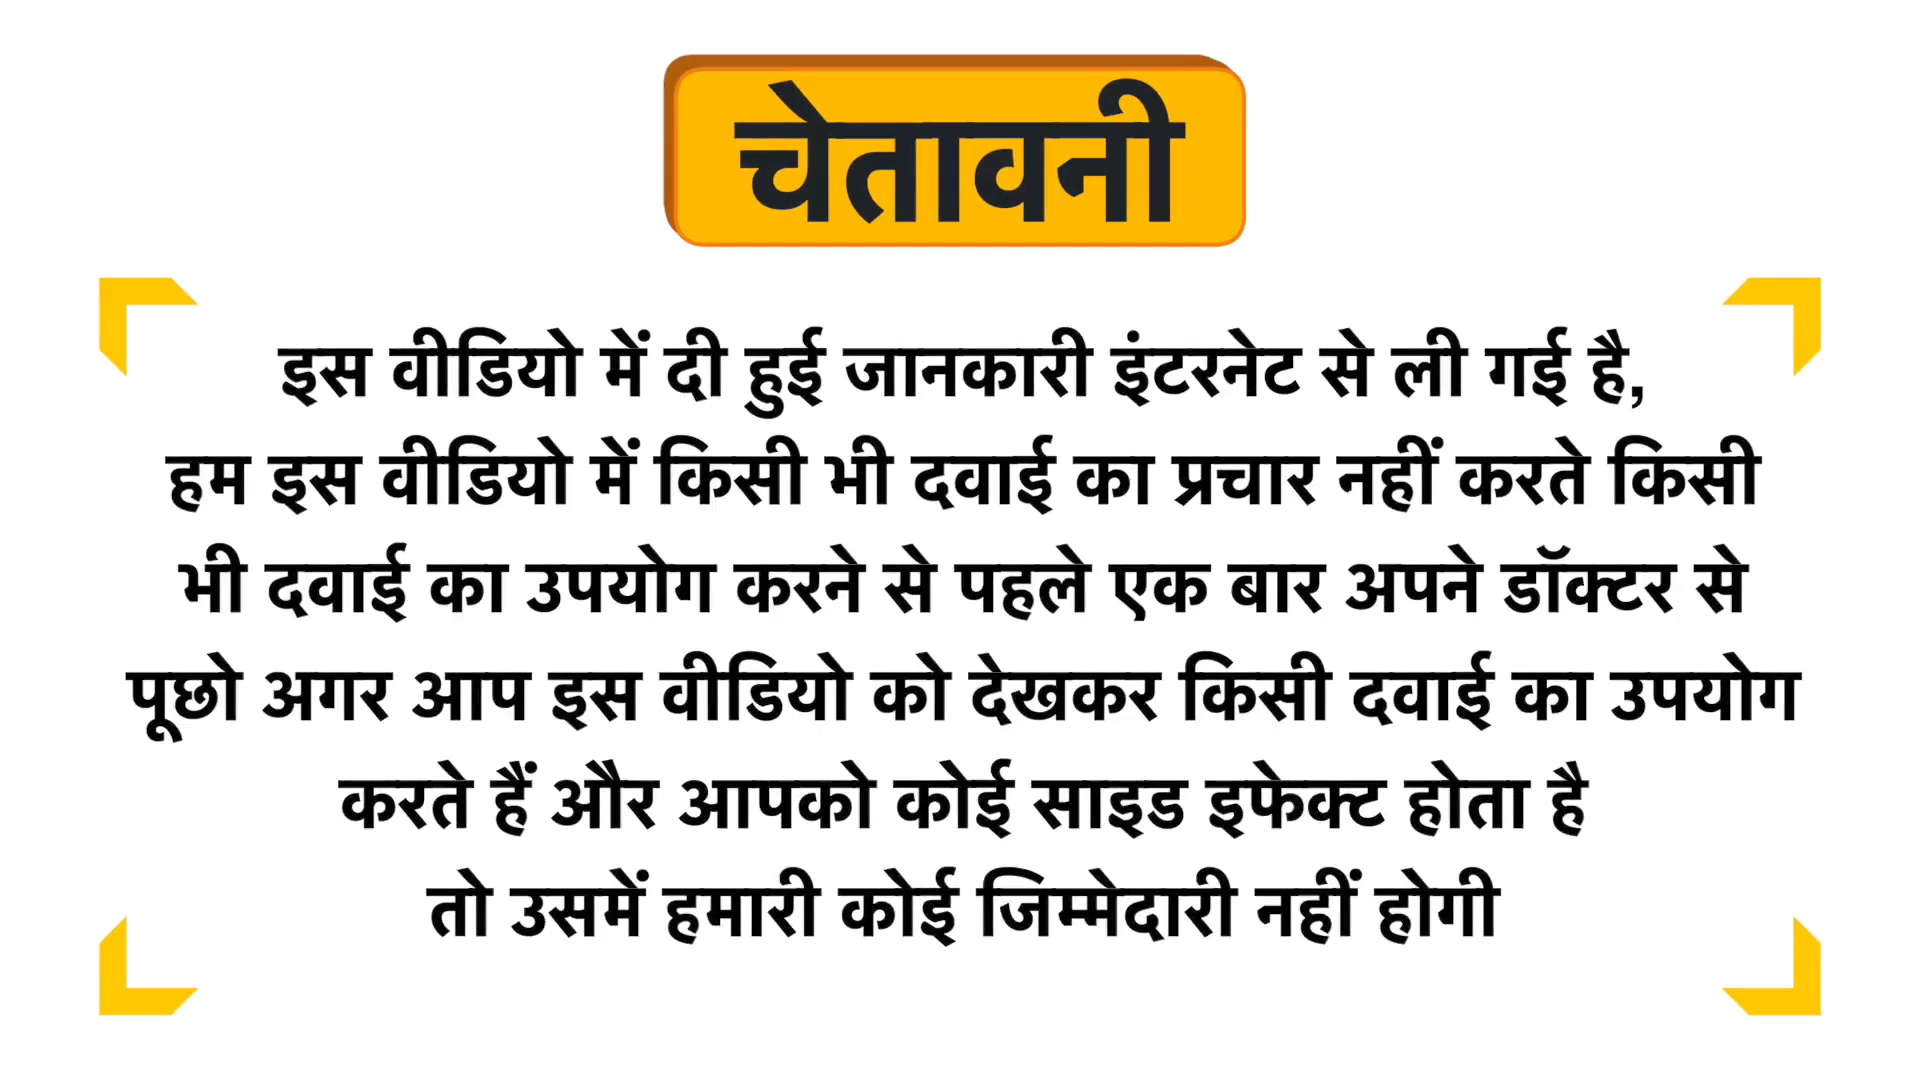 चेतावनी
इस वीडियो में दी हुई जानकारी इंटरनेट से ली गई है,
हम इस वीडियो में किसी भी दवाई का प्रचार नहीं करते किसी
भी दवाई का उपयोग करने से पहले एक बार अपने डॉक्टर से
पूछो अगर आप इस वीडियो को देखकर किसी दवाई का उपयोग
करते हैं और आपको कोई साइड इफेक्ट होता है
तो उसमें हमारी कोई जिम्मेदारी नहीं होगी